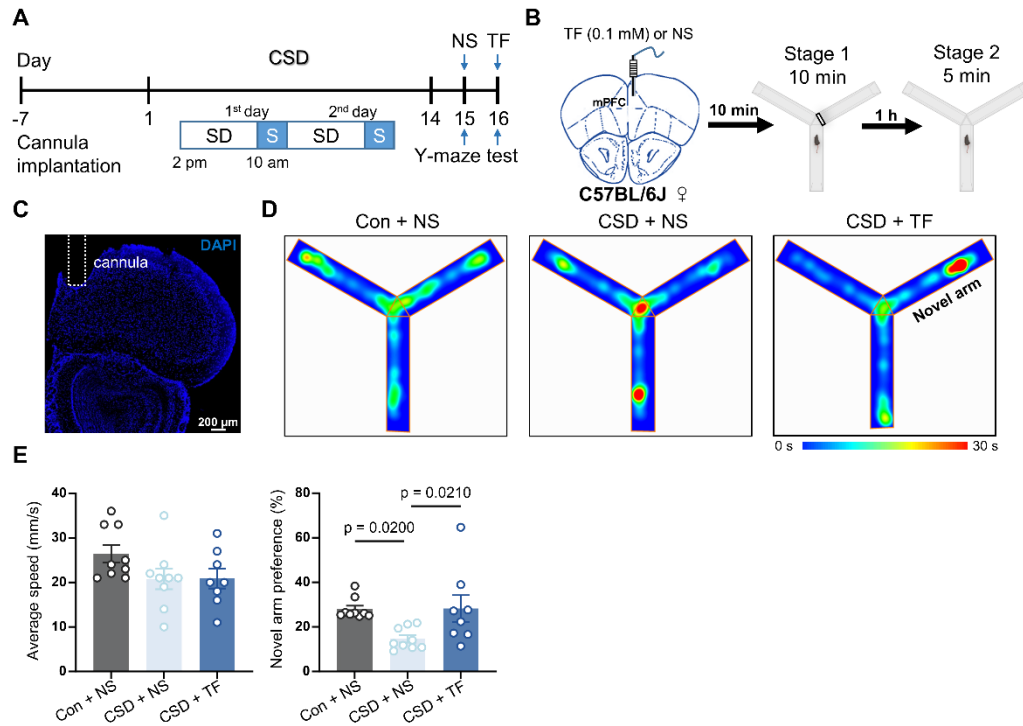 A
CSD
NS TF
Day
-7 1 14 15 16
1st day 2nd day
SD S SD S
2 pm 10 am
Cannula
implantation
Y-maze test
B
TF (0.1 mM) or NS
mPFC
C57BL/6J ♀
10 min
Stage 1
10 min
1 h
Stage 2
5 min
C
DAPI
cannula
200 µm
D
Con + NS
CSD + NS
CSD + TF
Novel arm
0 s 30 s
E
Average speed (mm/s)
40
30
20
10
0
Con + NS
CSD + NS
CSD + TF
Novel arm preference (%)
80
60
40
20
0
p = 0.0210
p = 0.0200
Con + NS
CSD + NS
CSD + TF